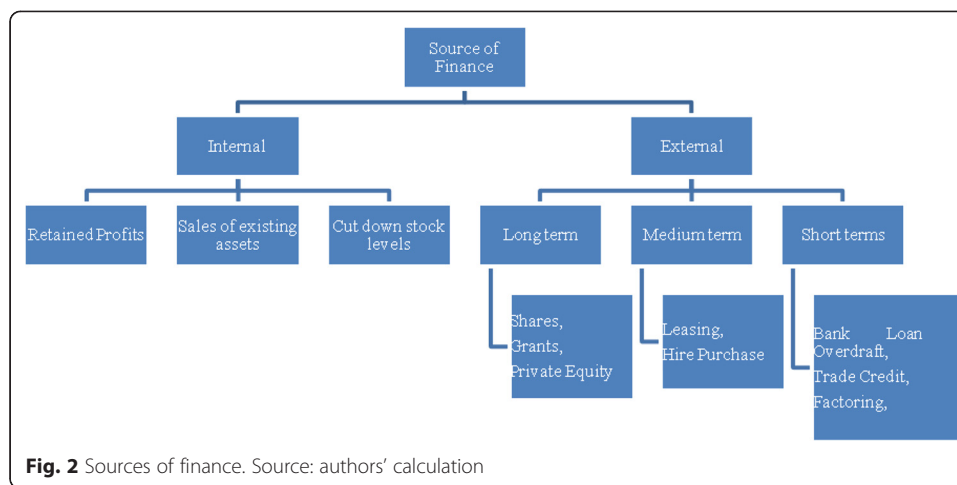 Source of
Finance
Internal
External
Retained Profits
Sales of existing
assets
Cut down stock
levels
Long term
Medium term
Short terms
Shares,
Grants,
Private Equity
Leasing,
Hire Purchase
Bank Loan
Overdraft,
Trade Credit,
Factoring,
Fig. 2 Sources of finance. Source: authors’ calculation